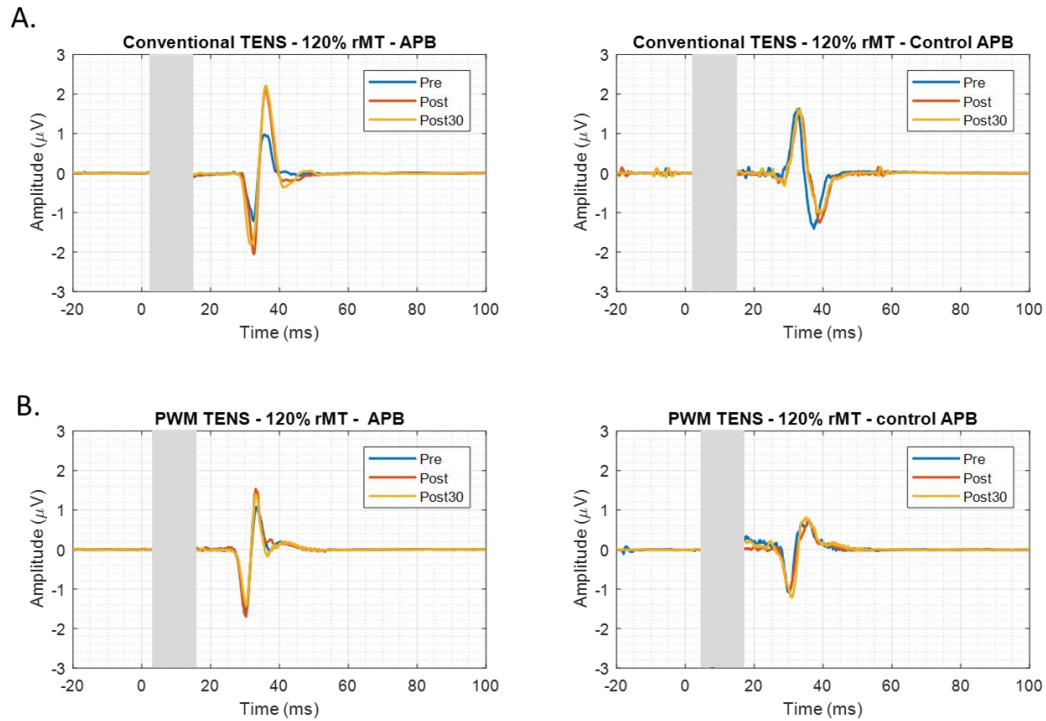 A.
Conventional TENS - 120% rMT - APB
3
2
1
0
-1
-2
-3
Amplitude (μV)
Pre
Post
Post30
-20 0 20 40 60 80 100
Time (ms)
Conventional TENS - 120% rMT - Control APB
3
2
1
0
-1
-2
-3
Amplitude (μV)
Pre
Post
Post30
-20 0 20 40 60 80 100
Time (ms)
B.
PWM TENS - 120% rMT - APB
3
2
1
0
-1
-2
-3
Amplitude (μV)
Pre
Post
Post30
-20 0 20 40 60 80 100
Time (ms)
PWM TENS - 120% rMT - control APB
3
2
1
0
-1
-2
-3
Amplitude (μV)
Pre
Post
Post30
-20 0 20 40 60 80 100
Time (ms)